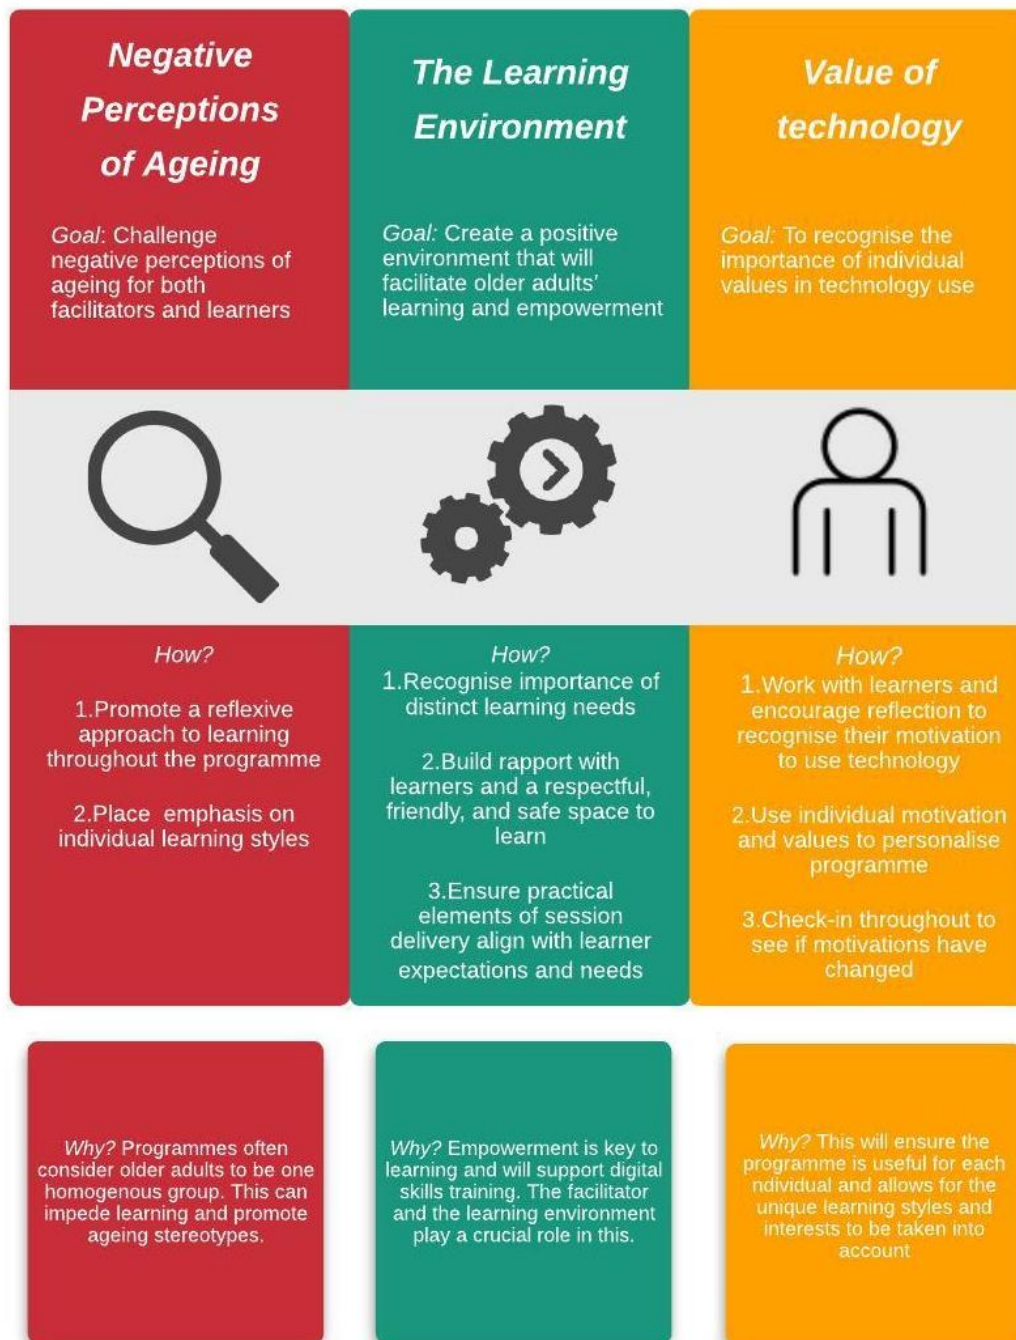 Negative
Perceptions
of Ageing
Goal: Challenge
negative perceptions of
ageing for both
facilitators and learners
The Learning
Environment
Goal: Create a positive
environment that will
facilitate older adults'
learning and empowerment
Value of
technology
Goal: To recognise the
importance of individual
values in technology use
How?
1.Promote a reflexive
approach to learning
throughout the programme
2.Place emphasis on
individual learning styles
How?
1.Recognise importance of
distinct learning needs
2.Build rapport with
learners and a respectful,
friendly, and safe space to
learn
3.Ensure practical
elements of session
delivery align with learner
expectations and needs
How?
1.Work with learners and
encourage reflection to
recognise their motivation
to use technology
2.Use individual motivation
and values to personalise
programme
3.Check-in throughout to
see if motivations have
changed
Why? Programmes often
consider older adults to be one
homogenous group. This can
impede learning and promote
ageing stereotypes.
Why? Empowerment is key to
learning and will support digital
skills training. The facilitator
and the learning environment
play a crucial role in this.
Why? This will ensure the
programme is useful for each
ndividual and allows for the
unique learning styles and
interests to be taken into
account